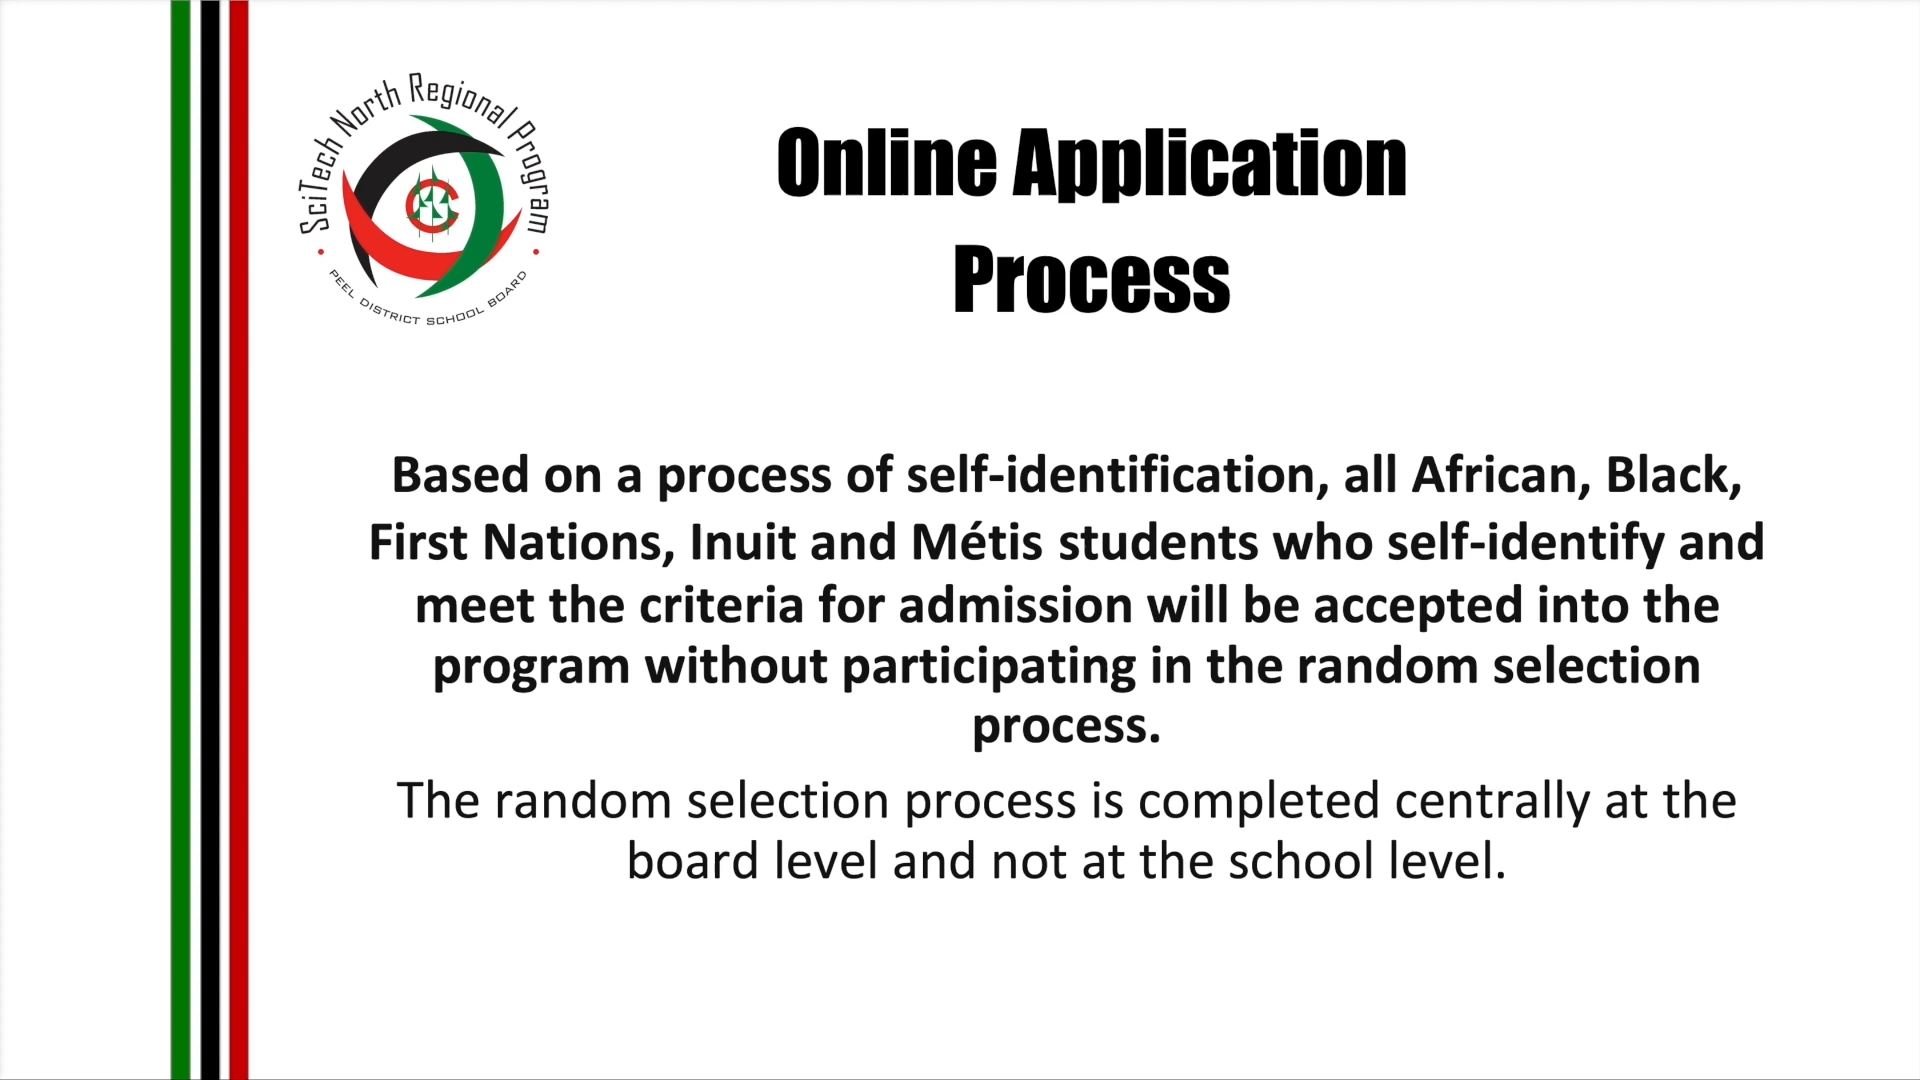 SciTech North Regional Program
PEEL DISTRICT SCHOOL BOARD
Online Application
Process
Based on a process of self-identification, all African, Black,
First Nations, Inuit and Métis students who self-identify and
meet the criteria for admission will be accepted into the
program without participating in the random selection
process.
The random selection process is completed centrally at the
board level and not at the school level.